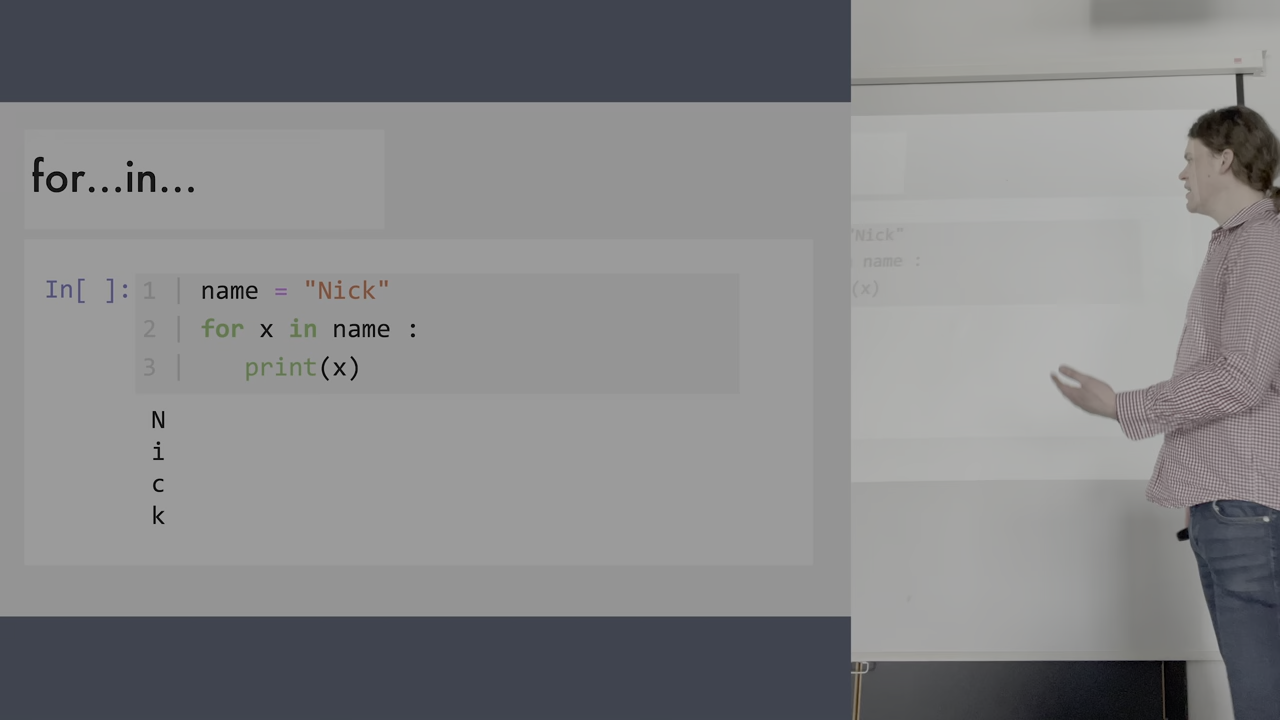 for...in...
In[ ]: 1 | name = "Nick"
2 | for x in name :
3 | print(x)
N
i
c
k
"Nick"
name :
(x)